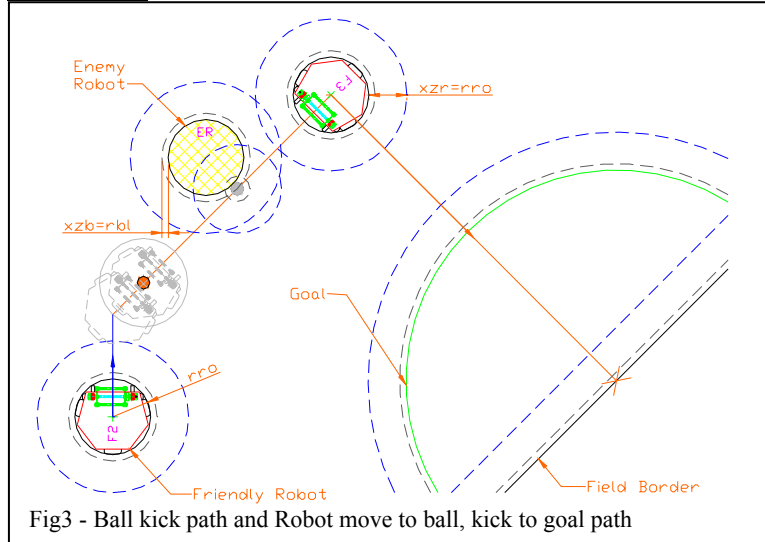 Enemy
Robot
ER
F3
xzr=rro
xzb=rbl
Goal
rro
F2
Friendly Robot
Field Border
Fig3 - Ball kick path and Robot move to ball, kick to goal path